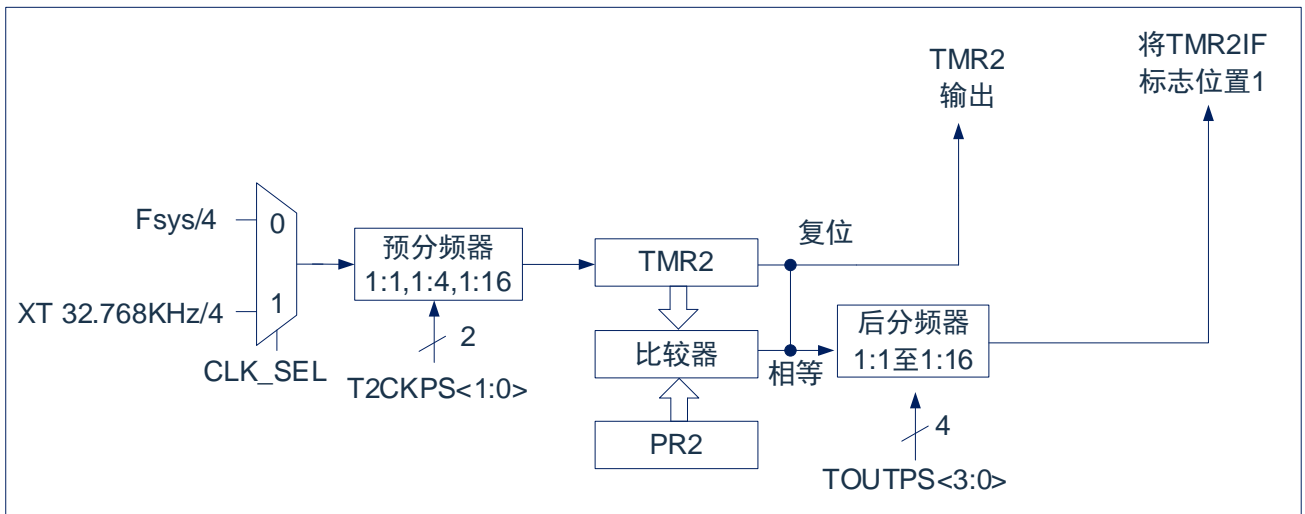 将TMR2IF
标志位置1
TMR2
输出
Fsys/4
0
预分频器
1:1,1:4,1:16
TMR2
复位
XT 32.768KHz/4
1
CLK_SEL
2
T2CKPS<1:0>
比较器
相等
后分频器
1:1至1:16
PR2
4
TOUTPS<3:0>